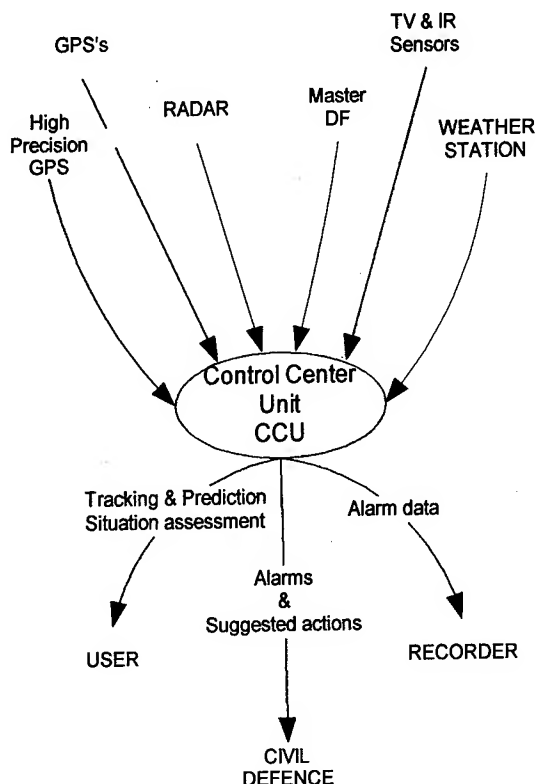 TV & IR
Sensors
GPS's
RADAR
Master
DF
High
Precision
GPS
WEATHER
STATION
Control Center
Unit
CCU
Tracking & Prediction
Situation assessment
Alarm data
Alarms
&
Suggested actions
USER
RECORDER
CIVIL
DEFENCE